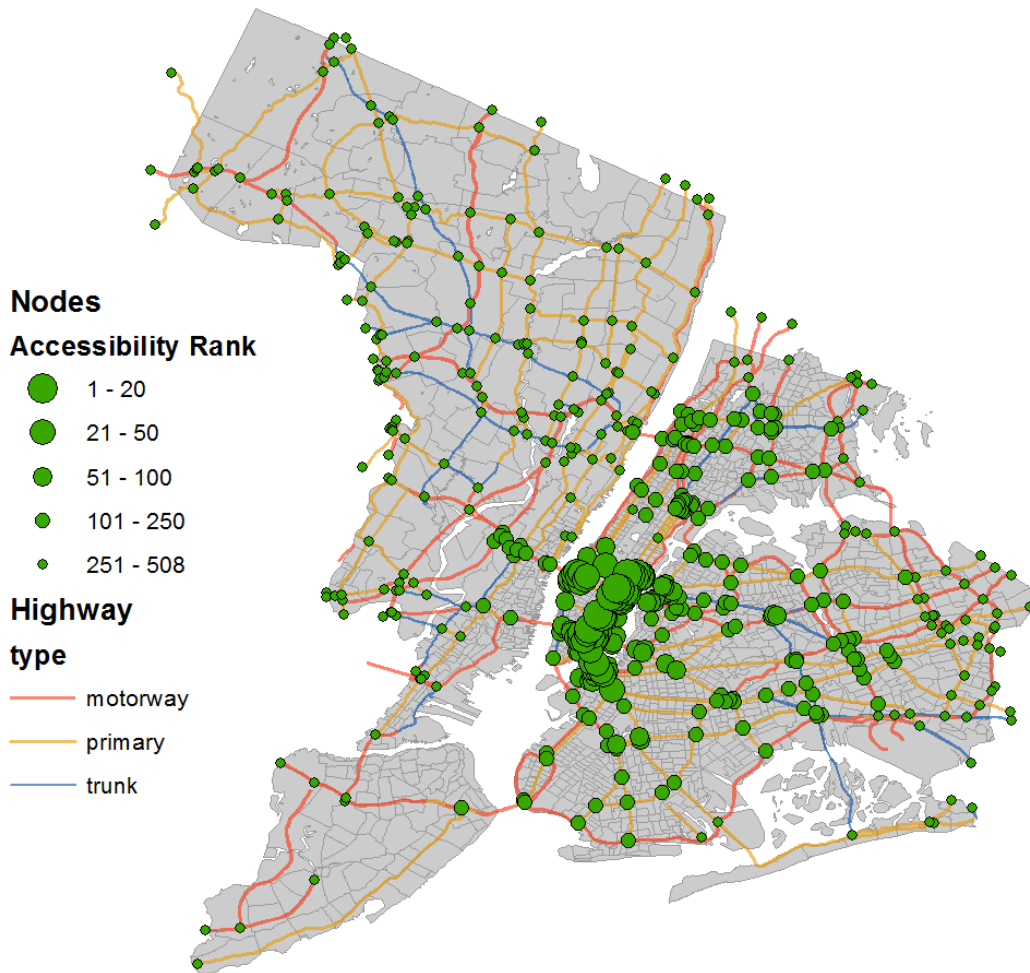 Nodes
Accessibility Rank
1 - 20
21 - 50
51 - 100
101 - 250
251 - 508
Highway
type
motorway
primary
trunk